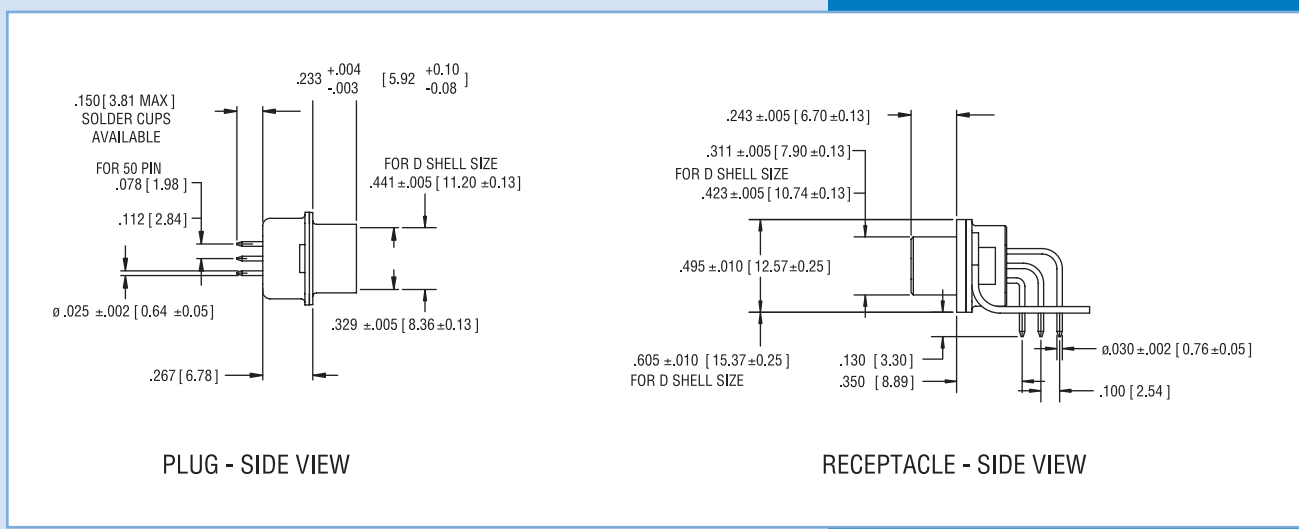 .233 +.004 -.003 [ 5.92 +0.10 -0.08 ]
.150 [ 3.81 MAX ]
SOLDER CUPS
AVAILABLE
FOR 50 PIN
.078 [ 1.98 ]
.112 [ 2.84]
FOR D SHELL SIZE
.441 ±.005 [ 11.20 ±0.13]
ø .025 ±.002 [ 0.64 ±0.05]
.329 ±.005 [ 8.36 ±0.13]
.267 [ 6.78]
PLUG - SIDE VIEW
.243 ±.005 [ 6.70 ±0.13]
.311 ±.005 [ 7.90 ±0.13]
FOR D SHELL SIZE
.423 ±.005 [ 10.74 ±0.13]
.495 ±.010 [ 12.57 ±0.25]
.605 ±.010 [ 15.37 ±0.25]
FOR D SHELL SIZE
.130 [ 3.30]
.350 [ 8.89]
ø.030 ±.002 [ 0.76 ±0.05]
.100 [ 2.54]
RECEPTACLE - SIDE VIEW